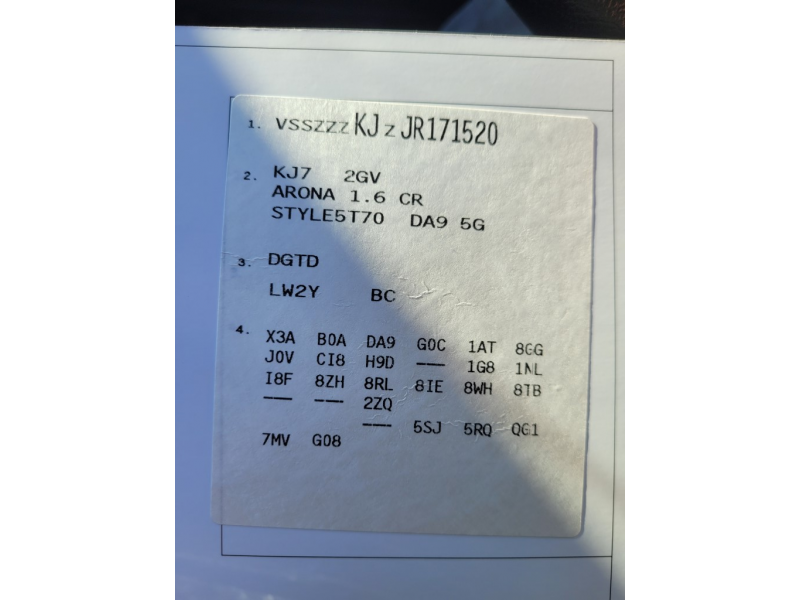 1. VSSZZZKJzJR171520
2. KJ7 2GV
ARONA 1.6 CR
STYLE5T70 DA9 5G
3. DGTD
LW2Y BC
4. X3A B0A DA9 G0C 1AT 8GG
J0V CI8 H9D --- 1G8 1NL
I8F 8ZH 8RL 8IE 8WH 8TB
--- --- 2ZQ
--- 5SJ 5RQ QG1
7MV G08